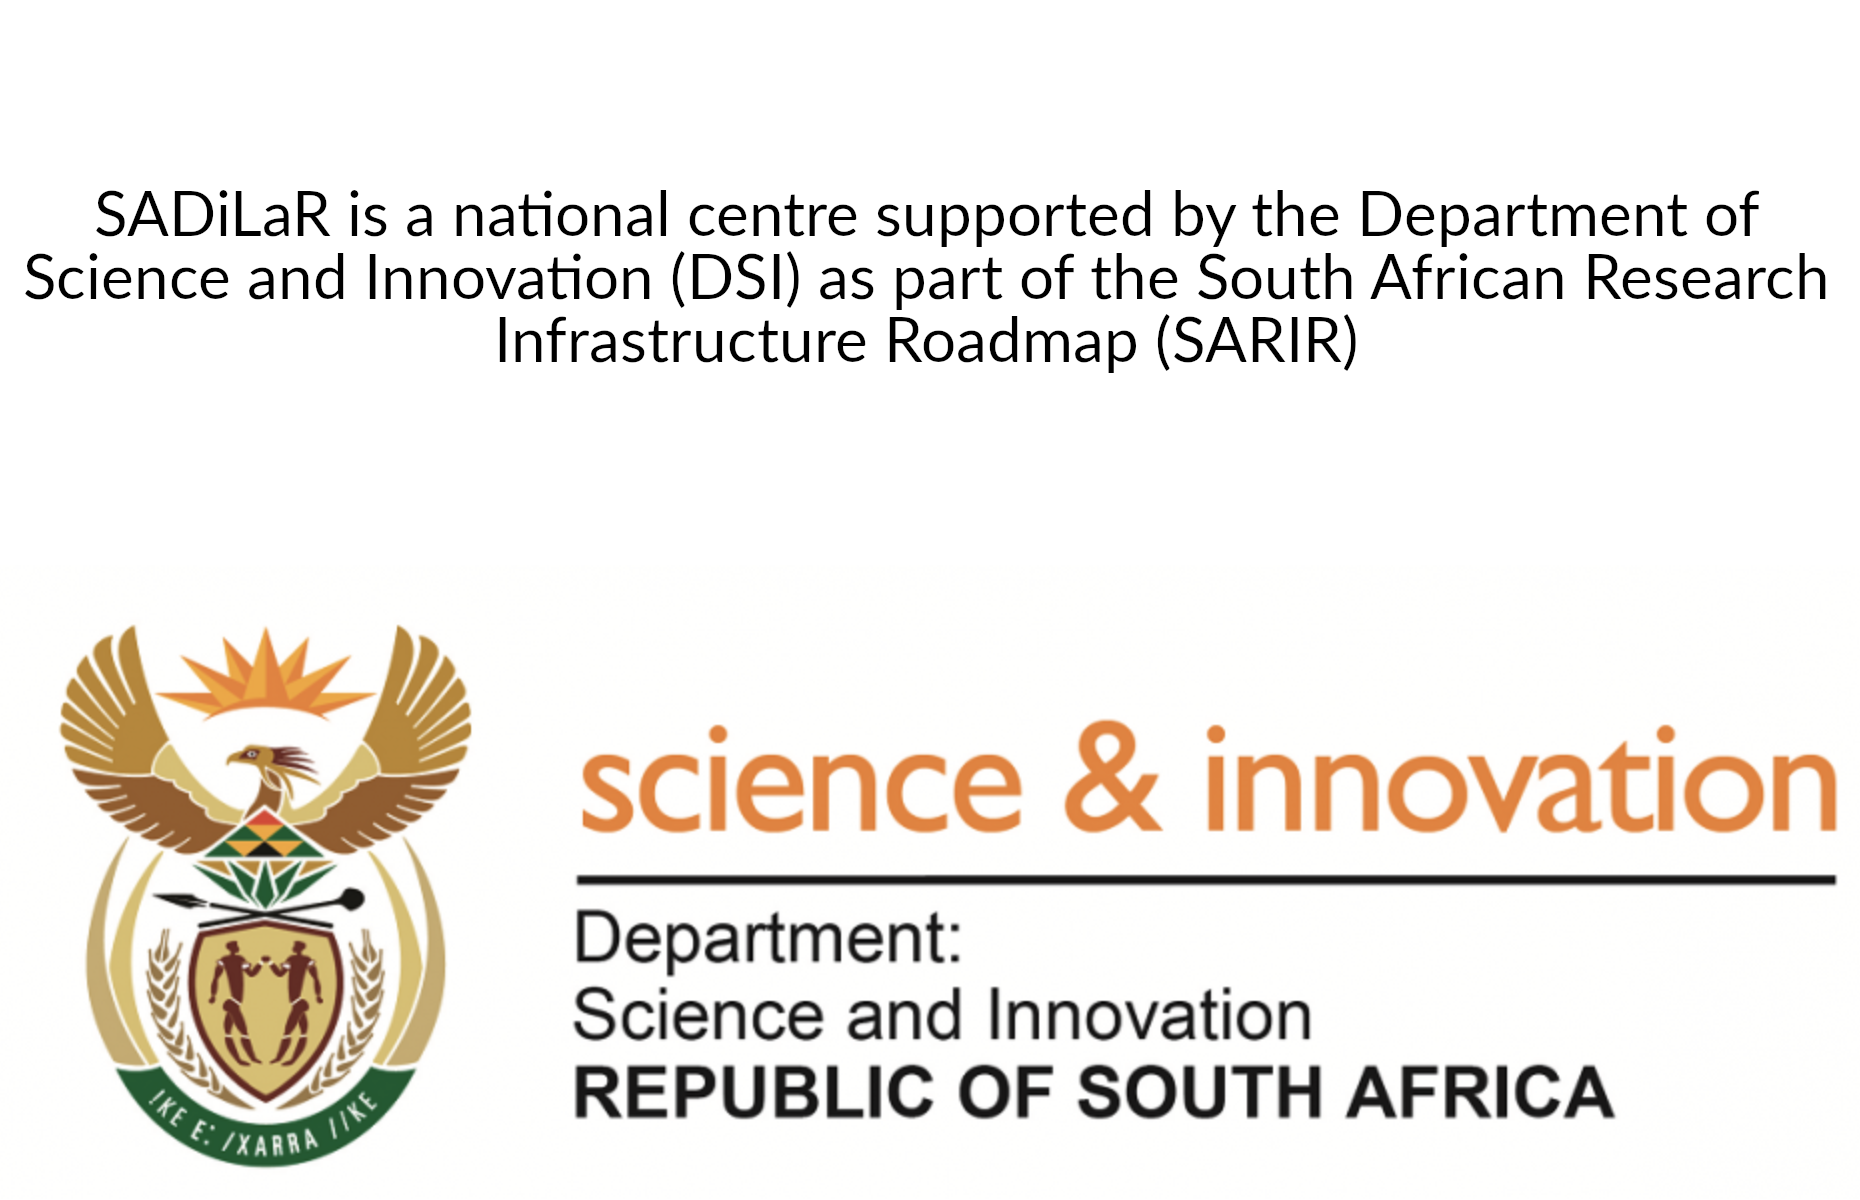 SADiLaR is a national centre supported by the Department of
Science and Innovation (DSI) as part of the South African Research
Infrastructure Roadmap (SARIR)
science & innovation
Department:
Science and Innovation
REPUBLIC OF SOUTH AFRICA
!KE E: /XARRA //KE